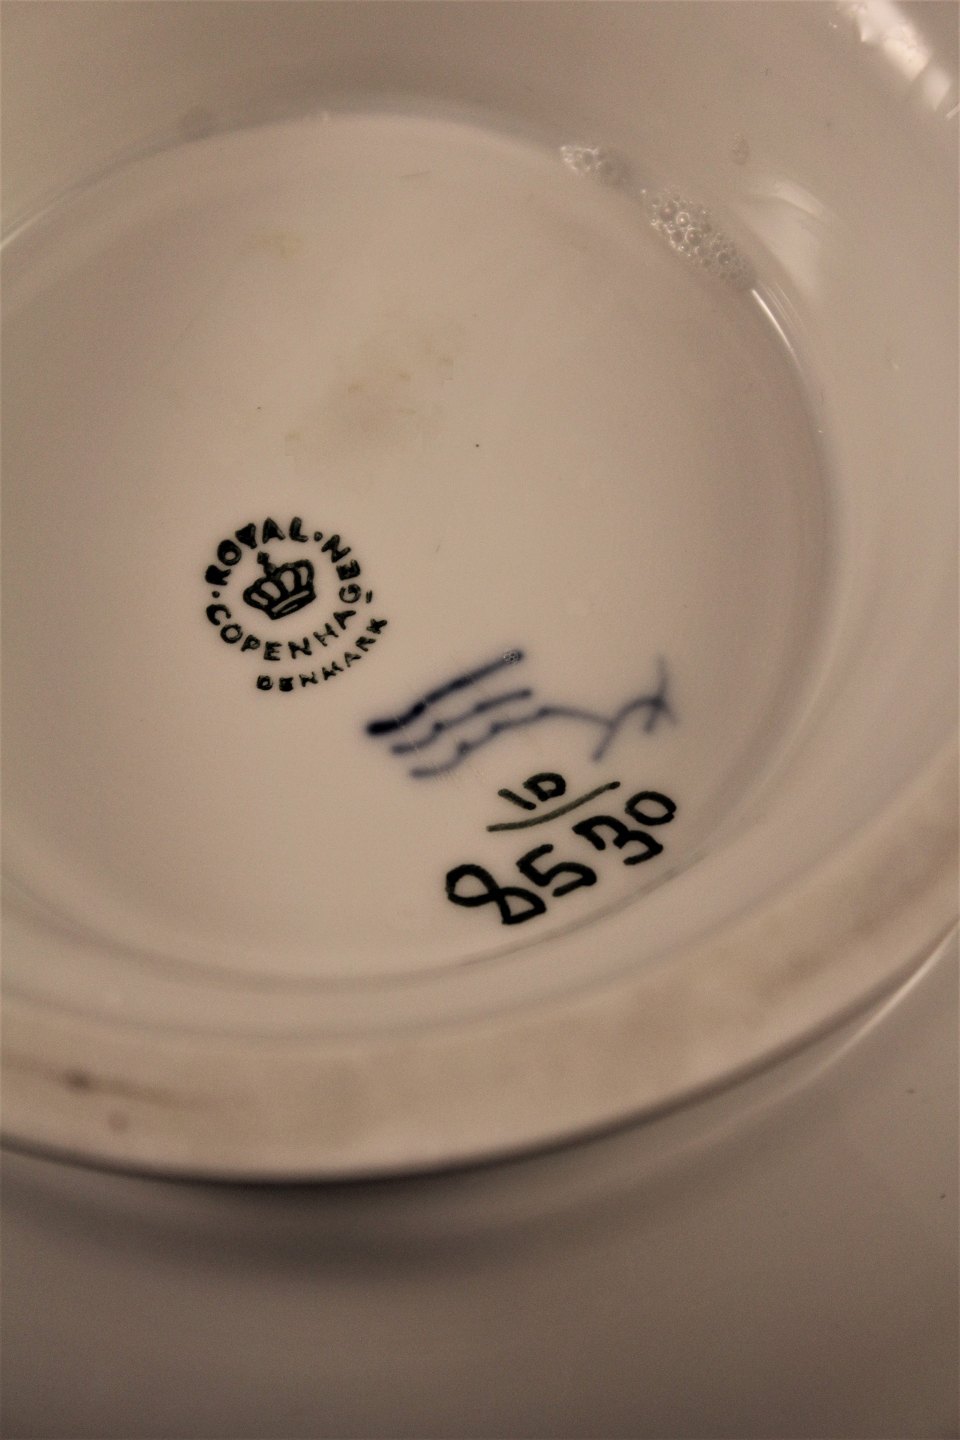 ROYAL · COPENHAGEN ·
DENMARK
10
8530